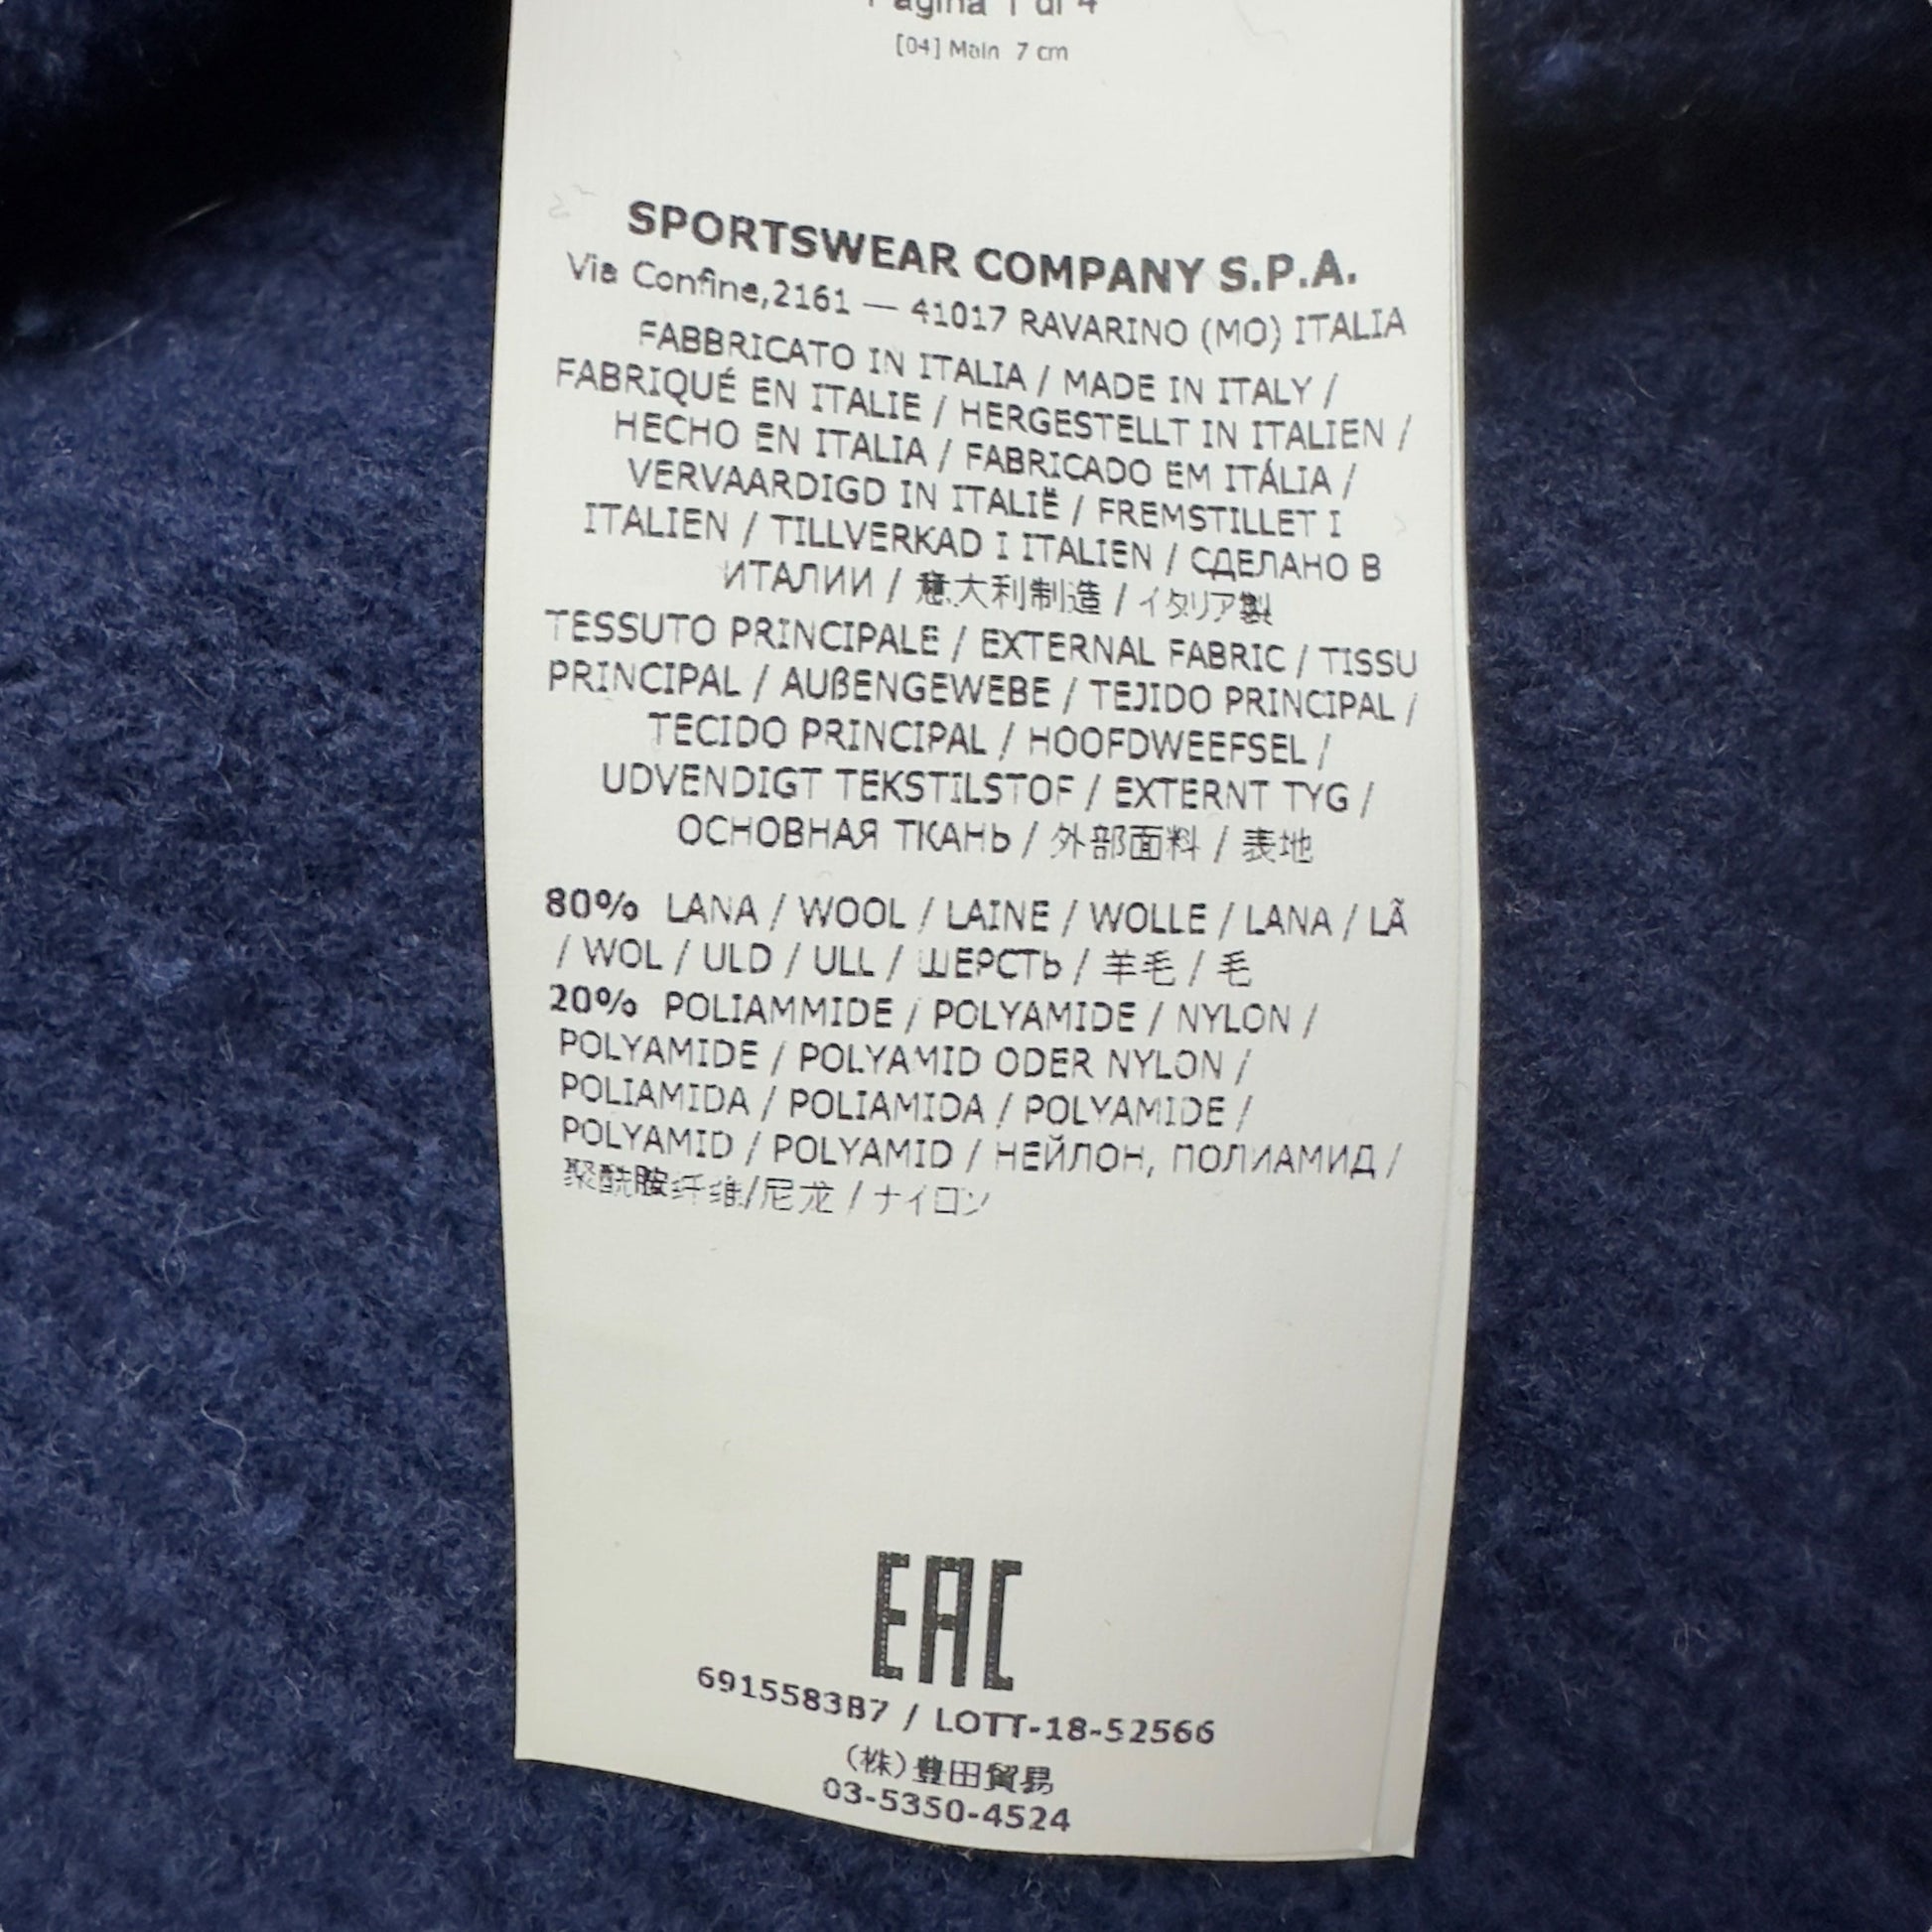 Pagina 1 di 4
[04] Main 7 cm
SPORTSWEAR COMPANY S.P.A.
Via Confine,2161 — 41017 RAVARINO (MO) ITALIA
FABBRICATO IN ITALIA / MADE IN ITALY /
FABRIQUÉ EN ITALIE / HERGESTELLT IN ITALIEN /
HECHO EN ITALIA / FABRICADO EM ITÁLIA /
VERVAARDIGD IN ITALIË / FREMSTILLET I
ITALIEN / TILLVERKAD I ITALIEN / СДЕЛАНО В
ИТАЛИИ / 意大利制造 / イタリア製
TESSUTO PRINCIPALE / EXTERNAL FABRIC / TISSU
PRINCIPAL / AUßENGEWEBE / TEJIDO PRINCIPAL /
TECIDO PRINCIPAL / HOOFDWEEFSEL /
UDVENDIGT TEKSTILSTOF / EXTERNT TYG /
ОСНОВНАЯ ТКАНЬ / 外部面料 / 表地
80% LANA / WOOL / LAINE / WOLLE / LANA / LÃ
/ WOL / ULD / ULL / ШЕРСТЬ / 羊毛 / 毛
20% POLIAMMIDE / POLYAMIDE / NYLON /
POLYAMIDE / POLYAMID ODER NYLON /
POLIAMIDA / POLIAMIDA / POLYAMIDE /
POLYAMID / POLYAMID / НЕЙЛОН, ПОЛИАМИД /
聚酰胺纤维/尼龙 / ナイロン
EAC
6915583B7 / LOTT-18-52566
(株)豊田貿易
03-5350-4524